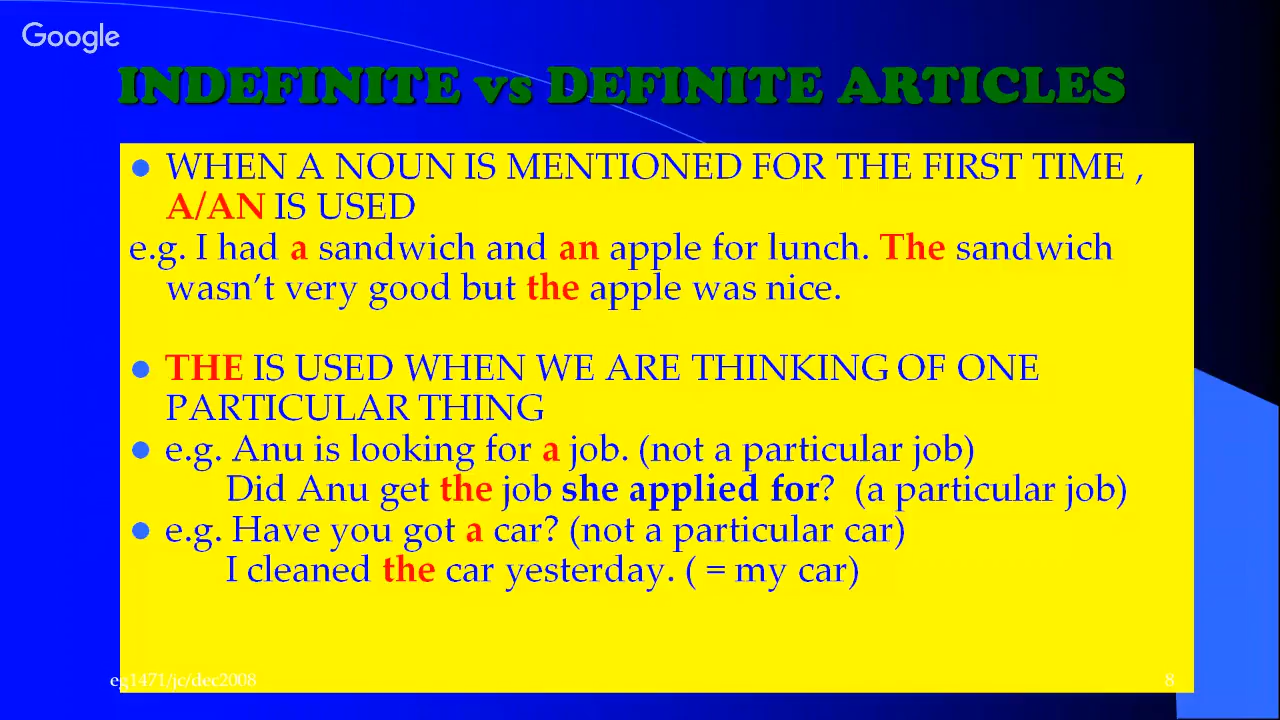 Google
INDEFINITE vs DEFINITE ARTICLES
● WHEN A NOUN IS MENTIONED FOR THE FIRST TIME ,
A/AN IS USED
e.g. I had a sandwich and an apple for lunch. The sandwich
wasn't very good but the apple was nice.
● THE IS USED WHEN WE ARE THINKING OF ONE
PARTICULAR THING
● e.g. Anu is looking for a job. (not a particular job)
Did Anu get the job she applied for? (a particular job)
● e.g. Have you got a car? (not a particular car)
I cleaned the car yesterday. ( = my car)
eg1471/jc/dec2008
8